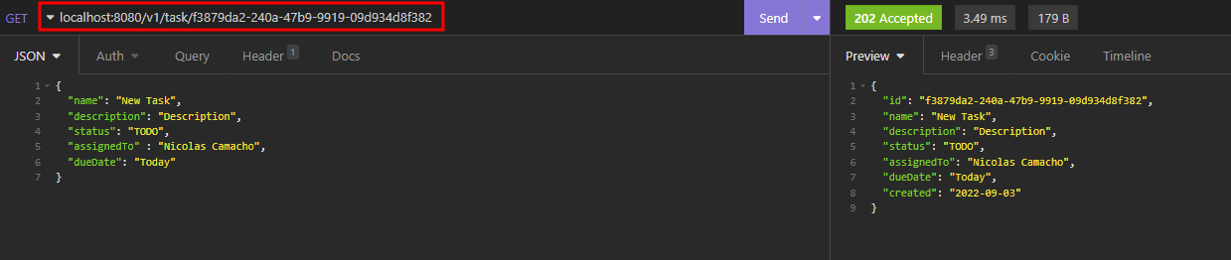 GET localhost:8080/v1/task/f3879da2-240a-47b9-9919-09d934d8f382 Send 202 Accepted 3.49 ms 179 B
JSON Auth Query Header 1 Docs Preview Header 3 Cookie Timeline
1 {
2 "name": "New Task",
3 "description": "Description",
4 "status": "TODO",
5 "assignedTo" : "Nicolas Camacho",
6 "dueDate": "Today"
7 }
1 {
2 "id": "f3879da2-240a-47b9-9919-09d934d8f382",
3 "name": "New Task",
4 "description": "Description",
5 "status": "TODO",
6 "assignedTo": "Nicolas Camacho",
7 "dueDate": "Today",
8 "created": "2022-09-03"
9 }